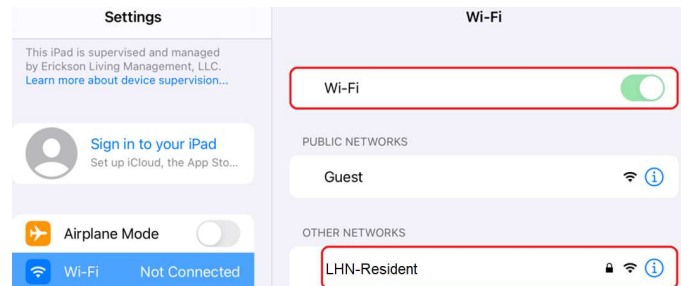 Settings
This iPad is supervised and managed
by Erickson Living Management, LLC.
Learn more about device supervision...
Sign in to your iPad
Set up iCloud, the App Sto...
Airplane Mode
Wi-Fi Not Connected
Wi-Fi
Wi-Fi
PUBLIC NETWORKS
Guest
OTHER NETWORKS
LHN-Resident